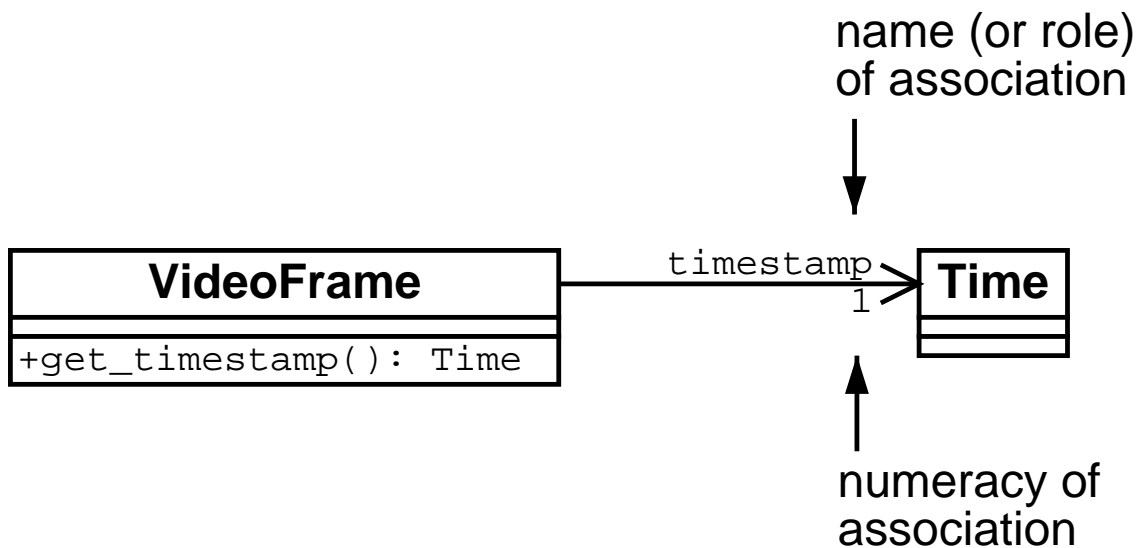 name (or role)
of association
timestamp
VideoFrame
Time
1
+get_timestamp(): Time
numeracy of
association